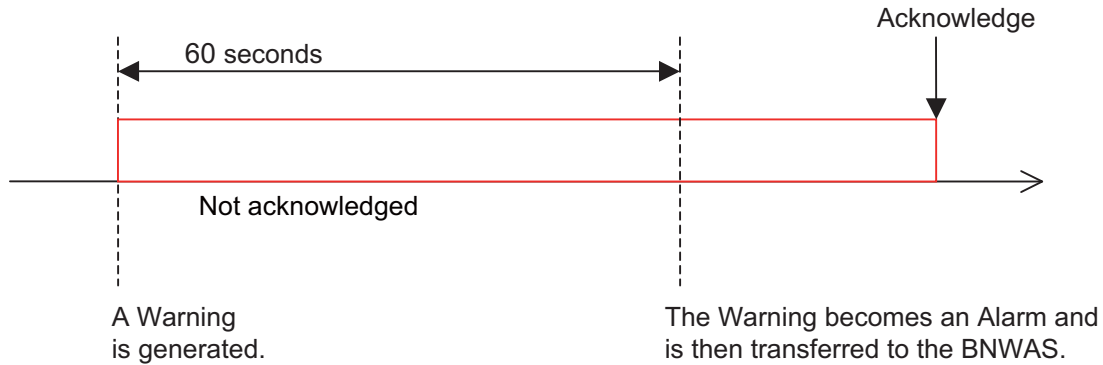 Acknowledge
60 seconds
Not acknowledged
A Warning
is generated.
The Warning becomes an Alarm and
is then transferred to the BNWAS.